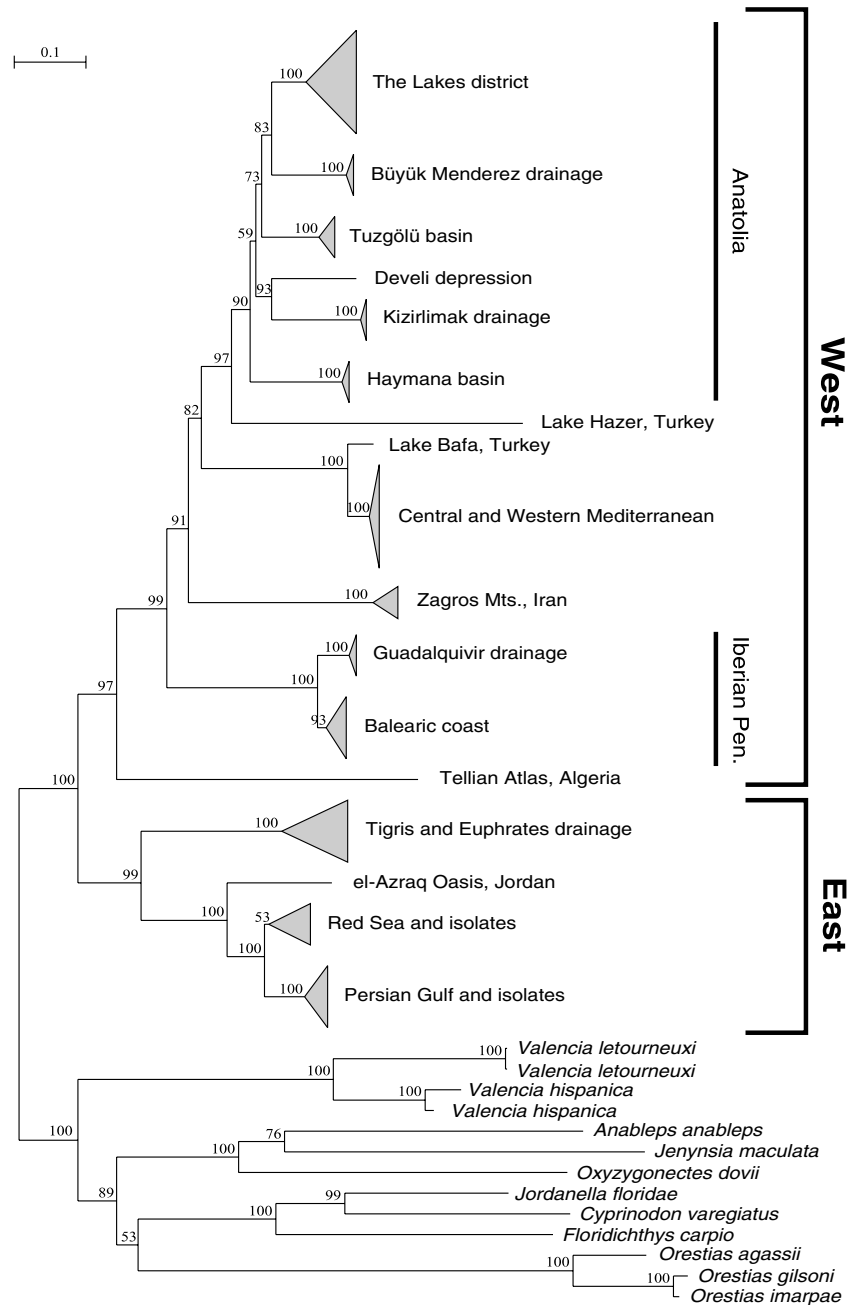 0.1
100
The Lakes district
83
100
Büyük Menderez drainage
73
100
Tuzgölü basin
59
Develi depression
93
100
Kizirlimak drainage
90
100
Haymana basin
97
Lake Hazer, Turkey
82
Lake Bafa, Turkey
100
100
Central and Western Mediterranean
91
100
Zagros Mts., Iran
99
100
Guadalquivir drainage
100
93
Balearic coast
97
Tellian Atlas, Algeria
100
100
Tigris and Euphrates drainage
99
el-Azraq Oasis, Jordan
100
53
Red Sea and isolates
100
100
Persian Gulf and isolates
Anatolia
Iberian Pen.
West
East
100
Valencia letourneuxi
Valencia letourneuxi
100
100
Valencia hispanica
Valencia hispanica
100
76
Anableps anableps
Jenynsia maculata
100
Oxyzygonectes dovii
89
99
Jordanella floridae
100
Cyprinodon varegiatus
Floridichthys carpio
53
100
Orestias agassii
100
Orestias gilsoni
Orestias imarpae